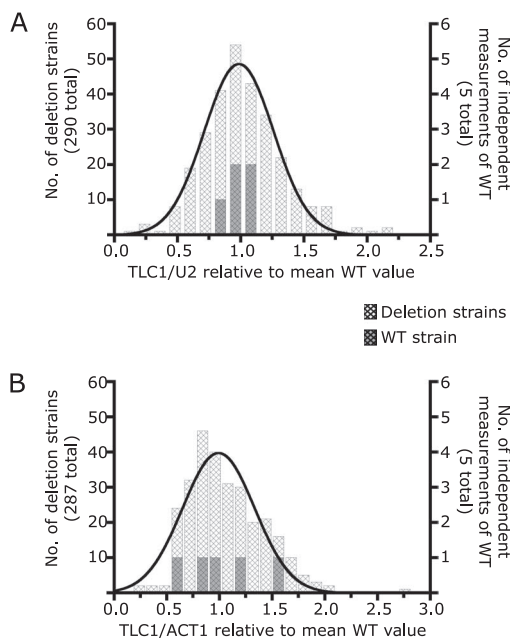 A
No. of deletion strains
(290 total)
60
50
40
30
20
10
6
5
4
3
2
1
No. of independent
measurements of WT
(5 total)
0.0 0.5 1.0 1.5 2.0 2.5
TLC1/U2 relative to mean WT value
Deletion strains
WT strain
B
No. of deletion strains
(287 total)
60
50
40
30
20
10
6
5
4
3
2
1
No. of independent
measurements of WT
(5 total)
0.0 0.5 1.0 1.5 2.0 2.5 3.0
TLC1/ACT1 relative to mean WT value